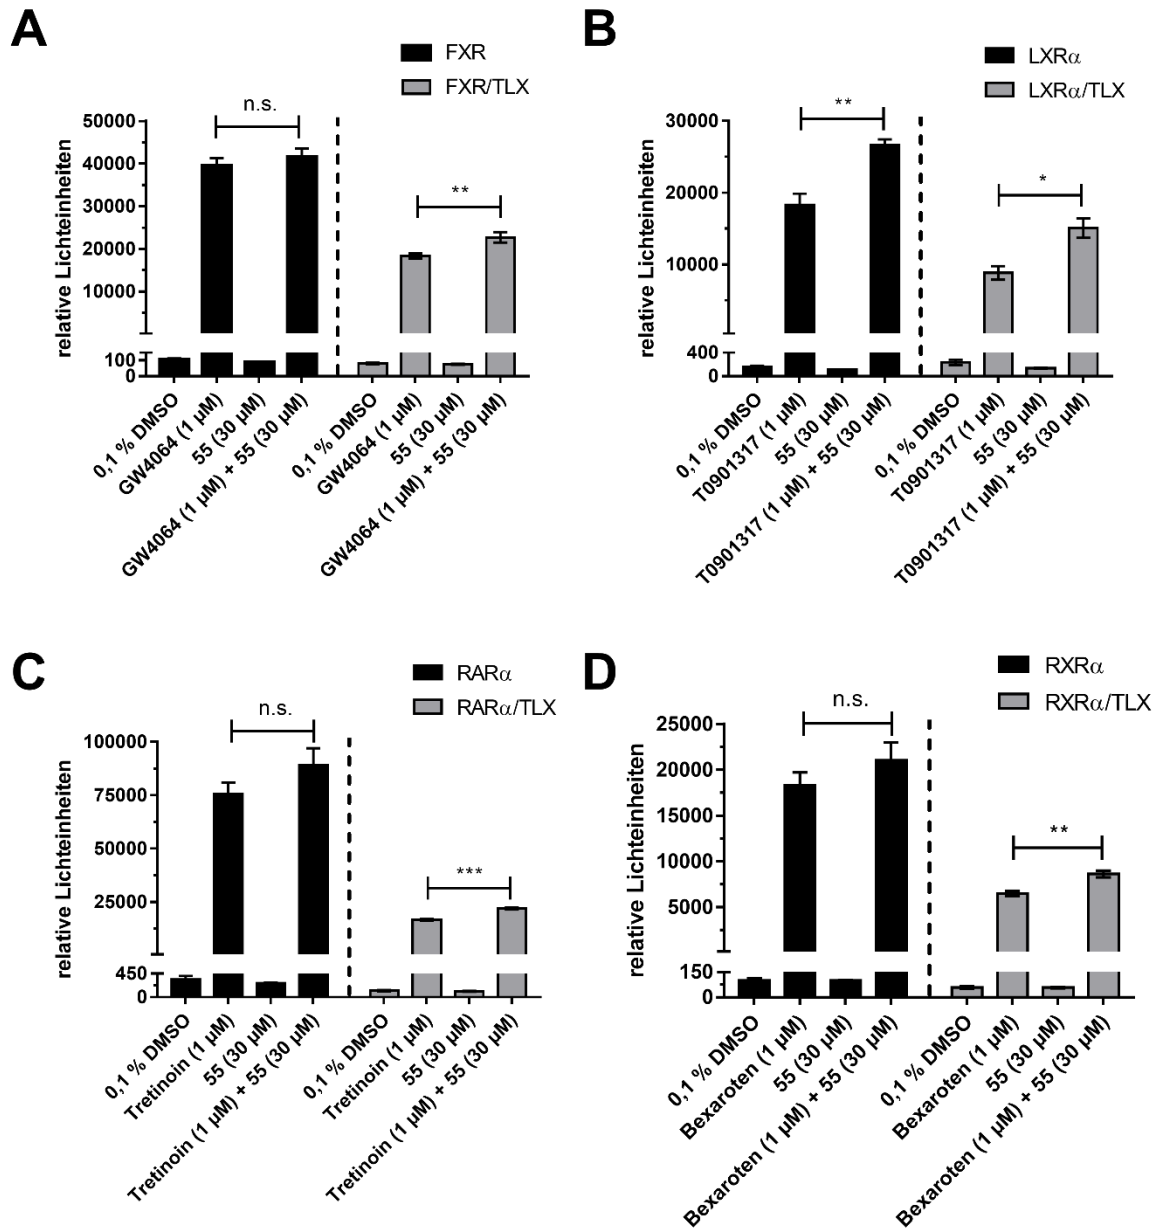 A
FXR
FXR/TLX
relative Lichteinheiten
50000
40000
30000
20000
10000
100
0
n.s.
**
0,1 % DMSO
GW4064 (1 µM)
55 (30 µM)
GW4064 (1 µM) + 55 (30 µM)
0,1 % DMSO
GW4064 (1 µM)
55 (30 µM)
GW4064 (1 µM) + 55 (30 µM)
B
LXRα
LXRα/TLX
relative Lichteinheiten
30000
20000
10000
400
0
**
*
0,1 % DMSO
T0901317 (1 µM)
55 (30 µM)
T0901317 (1 µM) + 55 (30 µM)
0,1 % DMSO
T0901317 (1 µM)
55 (30 µM)
T0901317 (1 µM) + 55 (30 µM)
C
RARα
RARα/TLX
relative Lichteinheiten
100000
75000
50000
25000
450
0
n.s.
***
0,1 % DMSO
Tretinoin (1 µM)
55 (30 µM)
Tretinoin (1 µM) + 55 (30 µM)
0,1 % DMSO
Tretinoin (1 µM)
55 (30 µM)
Tretinoin (1 µM) + 55 (30 µM)
D
RXRα
RXRα/TLX
relative Lichteinheiten
25000
20000
15000
10000
5000
150
0
n.s.
**
0,1 % DMSO
Bexaroten (1 µM)
55 (30 µM)
Bexaroten (1 µM) + 55 (30 µM)
0,1 % DMSO
Bexaroten (1 µM)
55 (30 µM)
Bexaroten (1 µM) + 55 (30 µM)